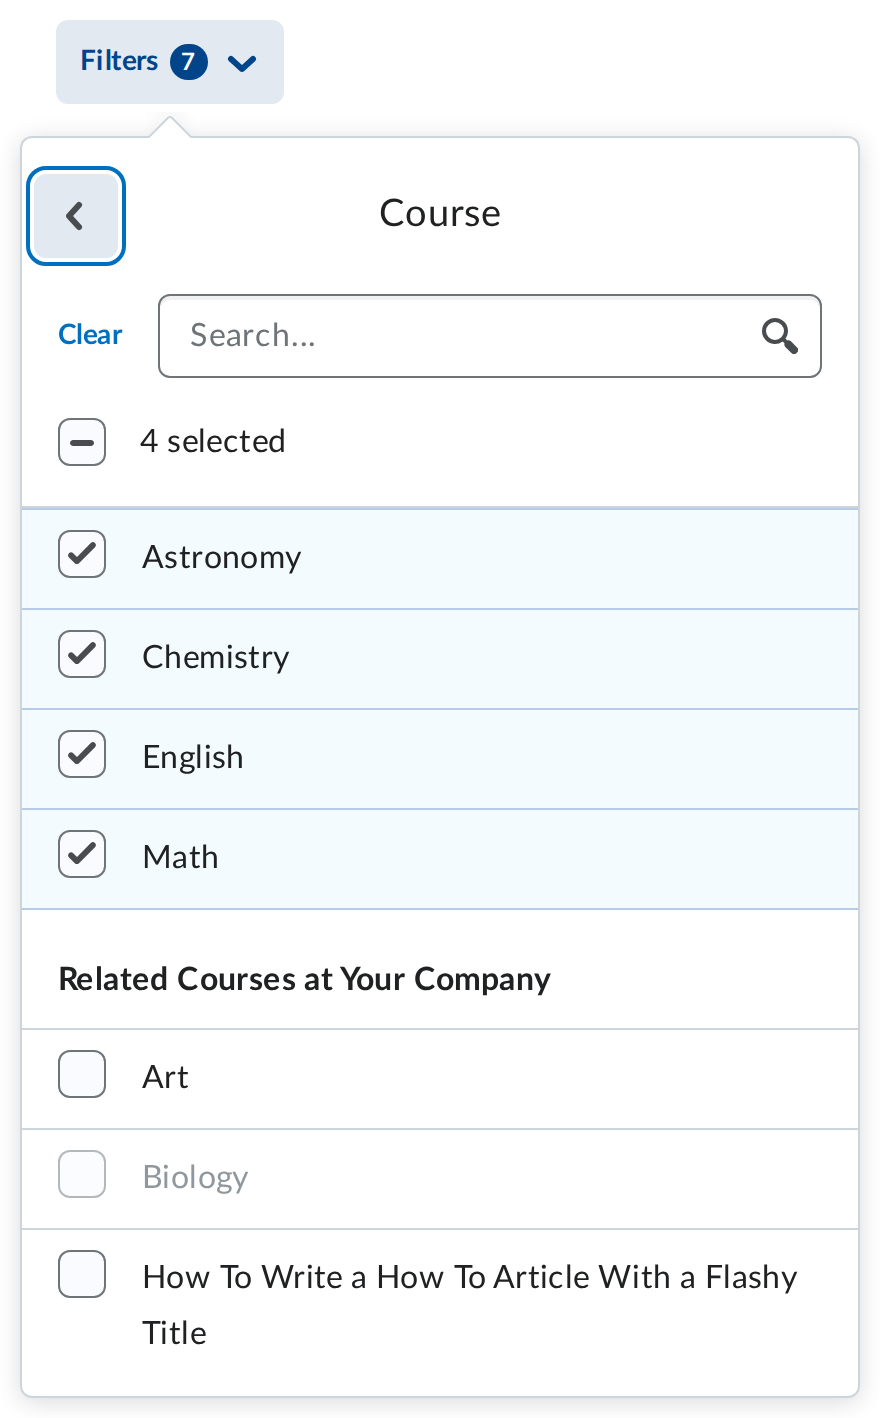 Filters 7
Course
Clear Search...
4 selected
Astronomy
Chemistry
English
Math
Related Courses at Your Company
Art
Biology
How To Write a How To Article With a Flashy
Title